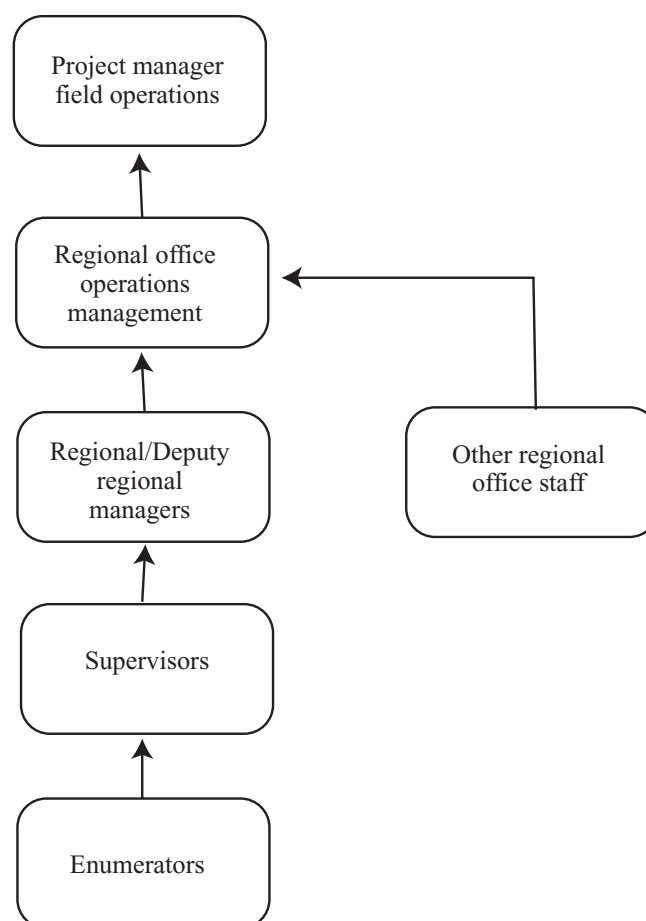 Project manager
field operations
Regional office
operations
management
Regional/Deputy
regional
managers
Other regional
office staff
Supervisors
Enumerators